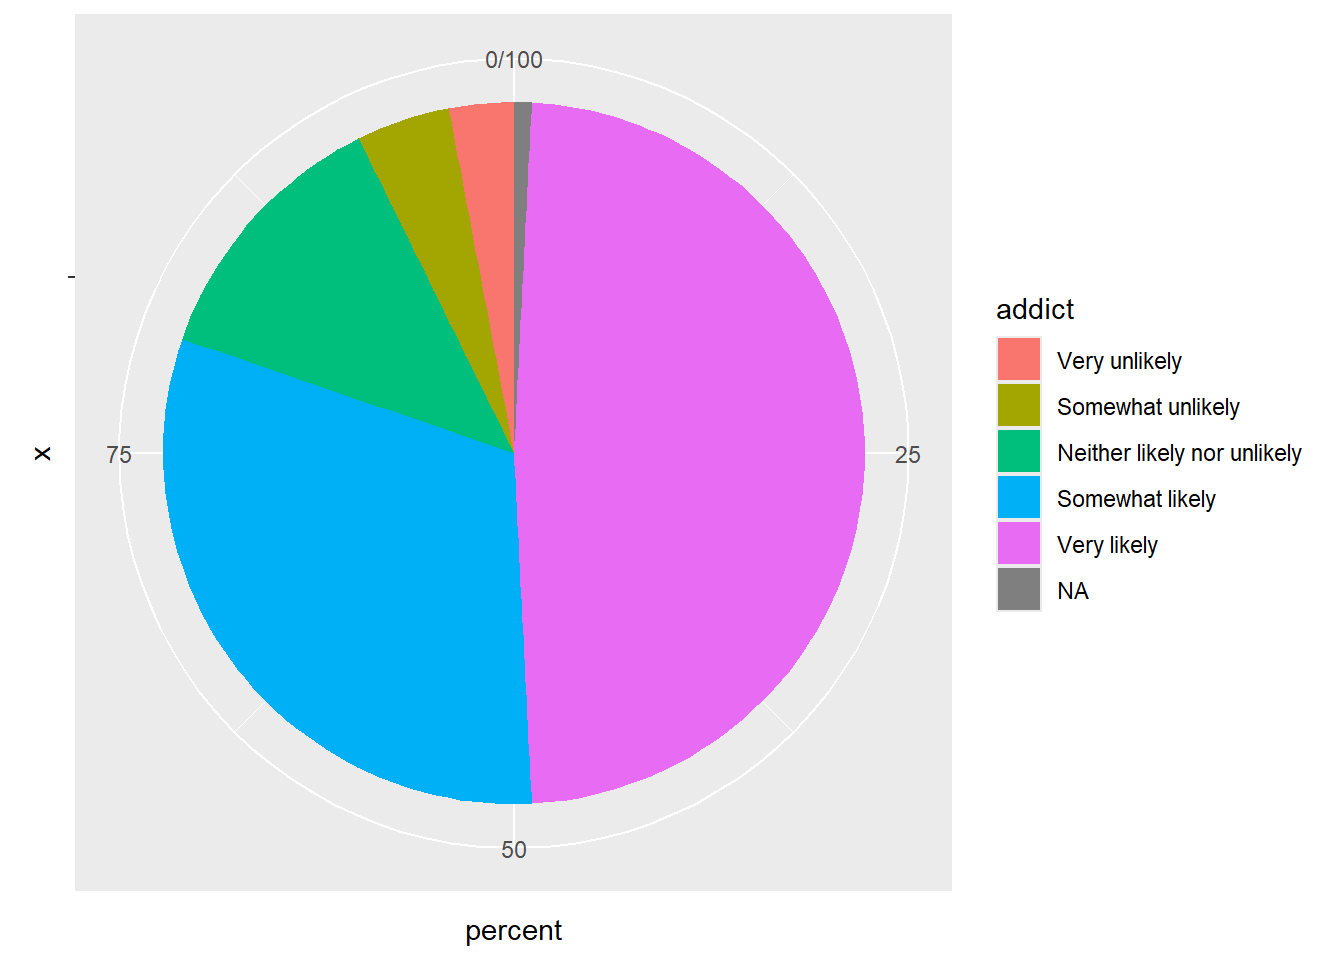 0/100
25
50
75
x
percent
addict
Very unlikely
Somewhat unlikely
Neither likely nor unlikely
Somewhat likely
Very likely
NA